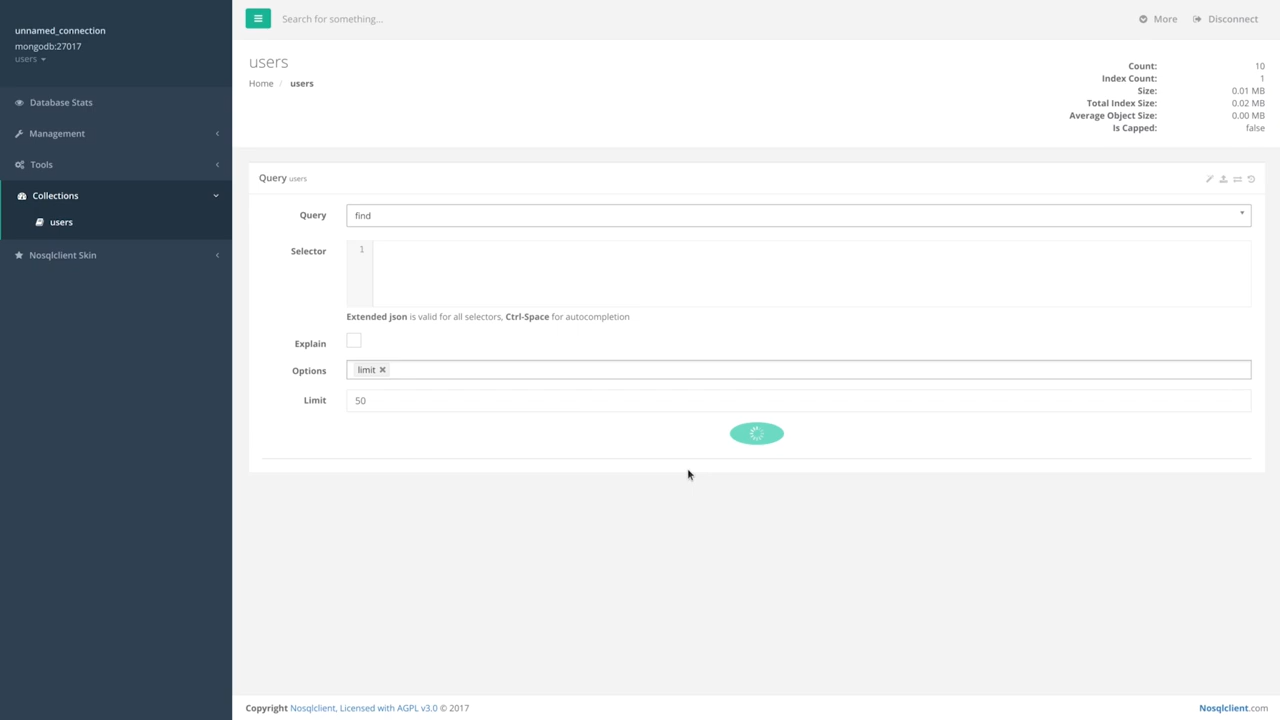 unnamed_connection
mongodb:27017
users
Database Stats
Management
Tools
Collections
users
Nosqlclient Skin
Search for something...
More
Disconnect
users
Home / users
Count: 10
Index Count: 1
Size: 0.01 MB
Total Index Size: 0.02 MB
Average Object Size: 0.00 MB
Is Capped: false
Query users
Query find
Selector 1
Extended json is valid for all selectors, Ctrl-Space for autocompletion
Explain
Options limit
Limit 50
Copyright Nosqlclient, Licensed with AGPL v3.0 © 2017
Nosqlclient.com